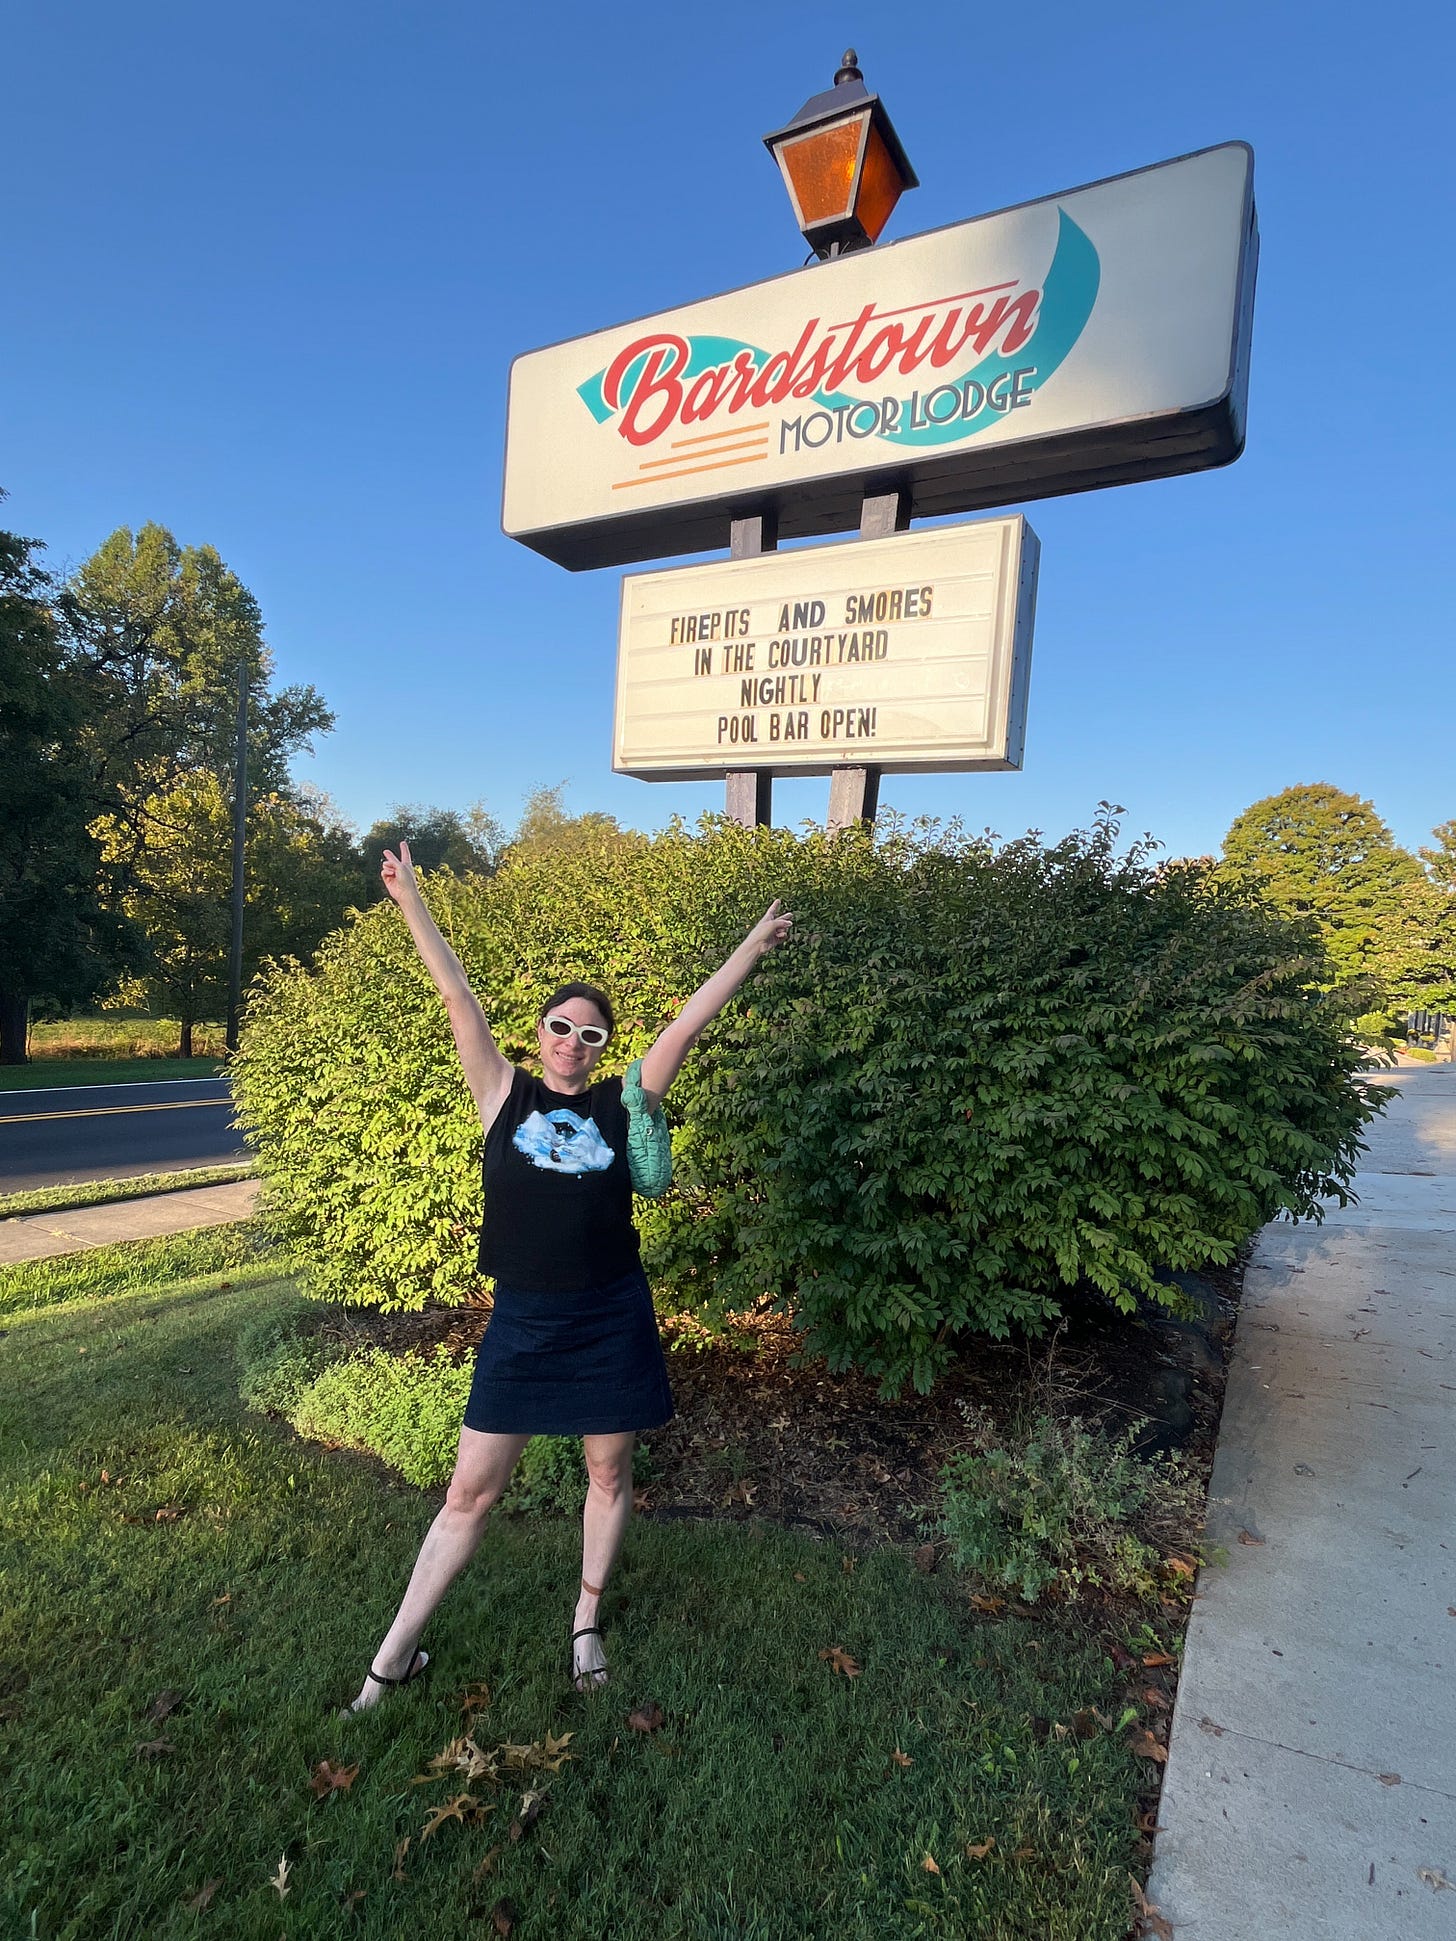 Bardstown
MOTOR LODGE
FIREPITS AND SMORES
IN THE COURTYARD
NIGHTLY
POOL BAR OPEN!